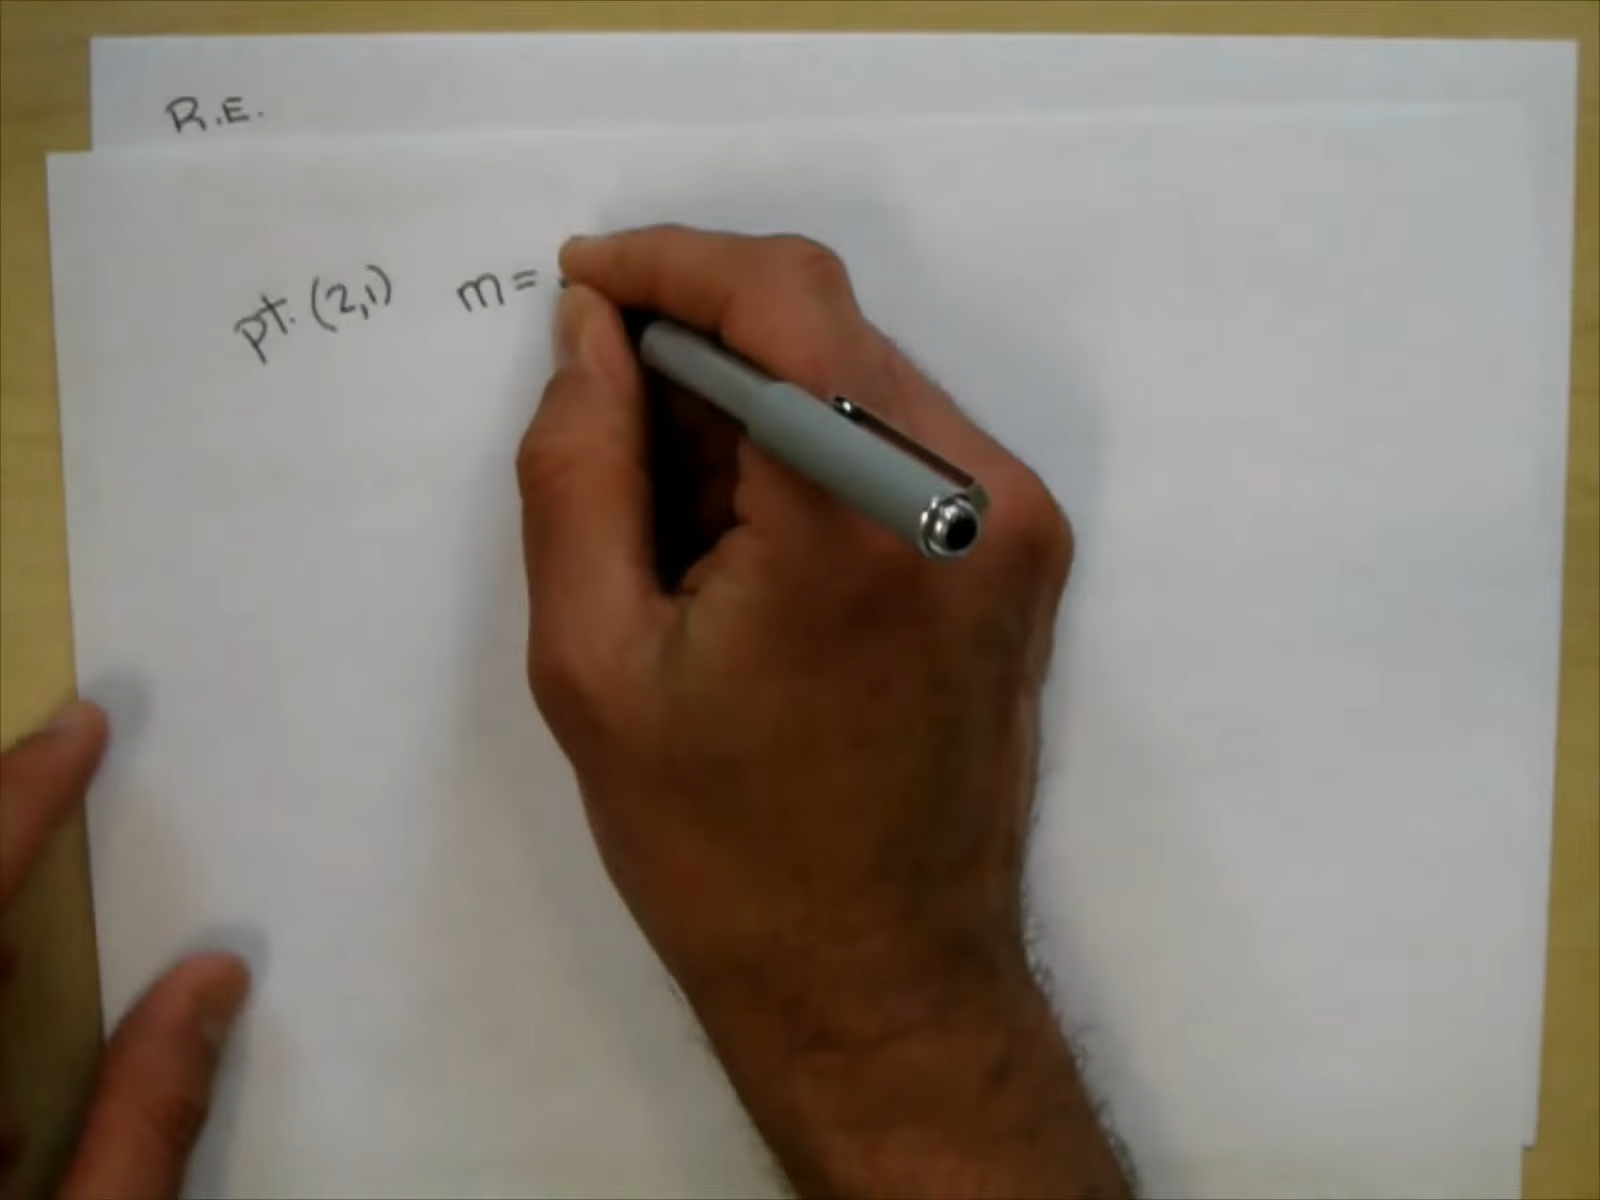 R.E.
pt. (2,1) m=